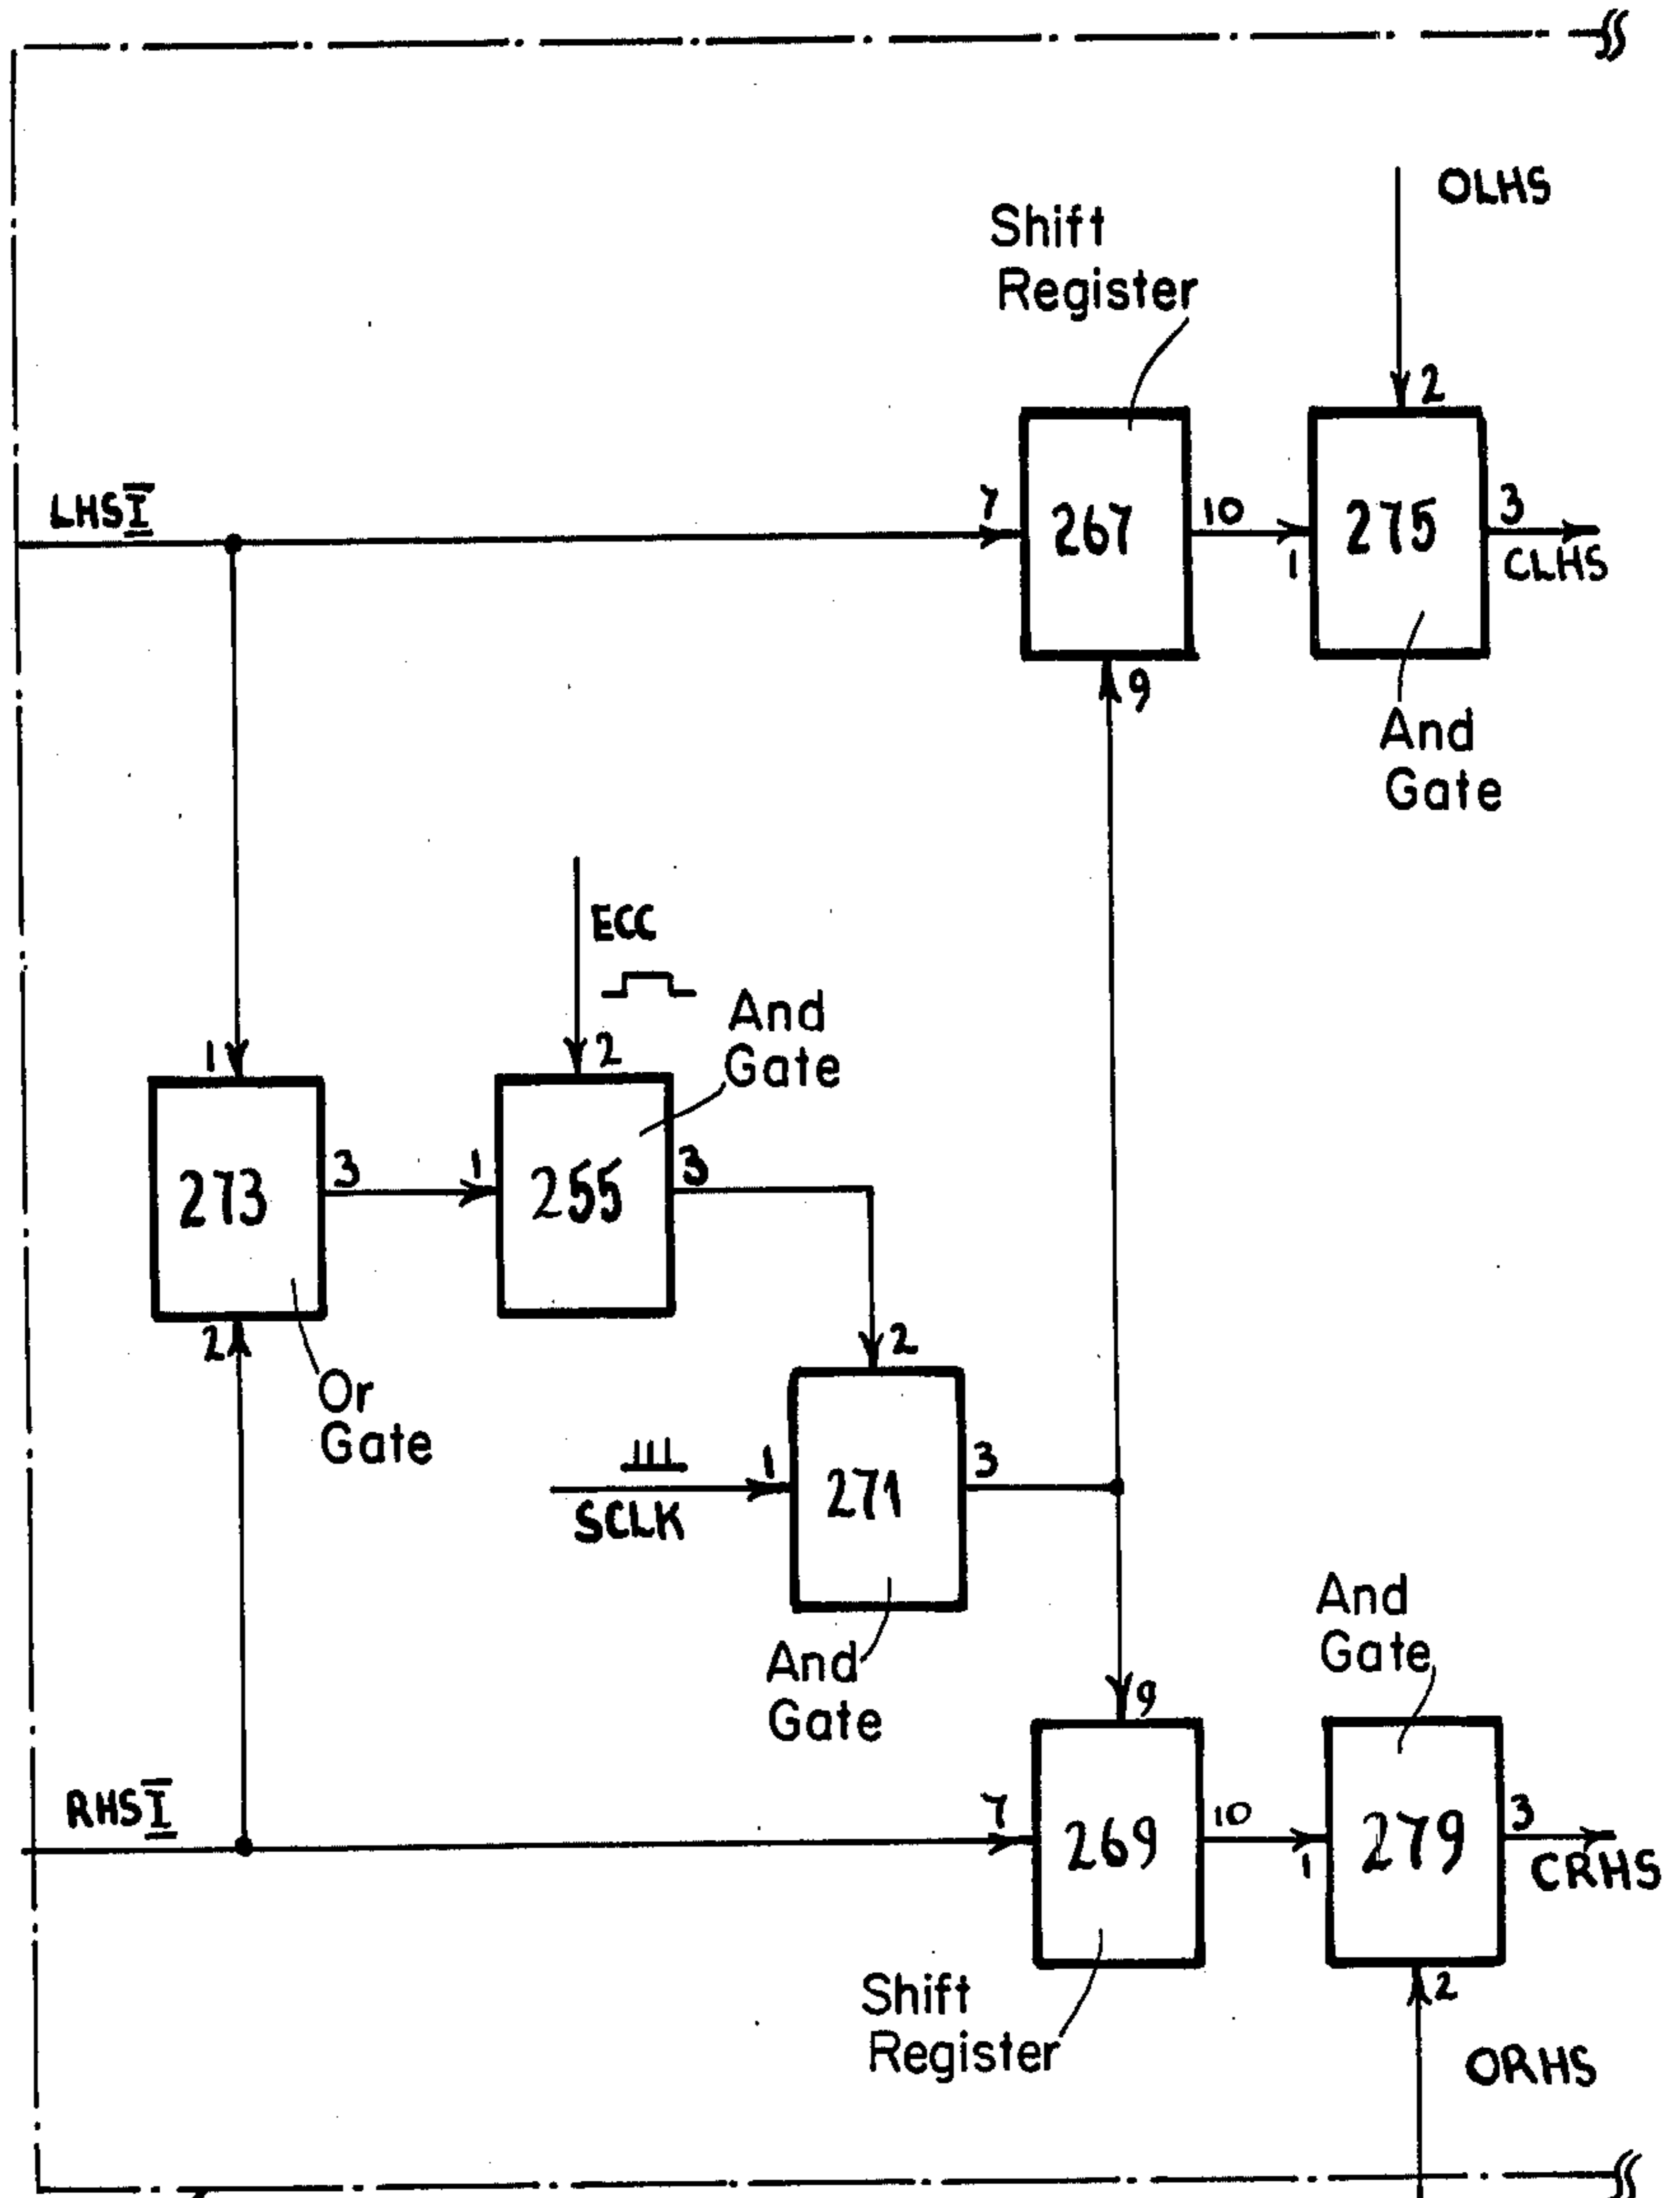 OLHS
Shift
Register
2
LHSI
7
267
10
1
275
3
CLHS
9
And
Gate
ECC
And
Gate
1
2
273
3
1
255
3
2
Or
Gate
2
SCLK
1
271
3
And
Gate
And
Gate
9
RHSI
7
269
10
1
279
3
CRHS
2
Shift
Register
ORHS